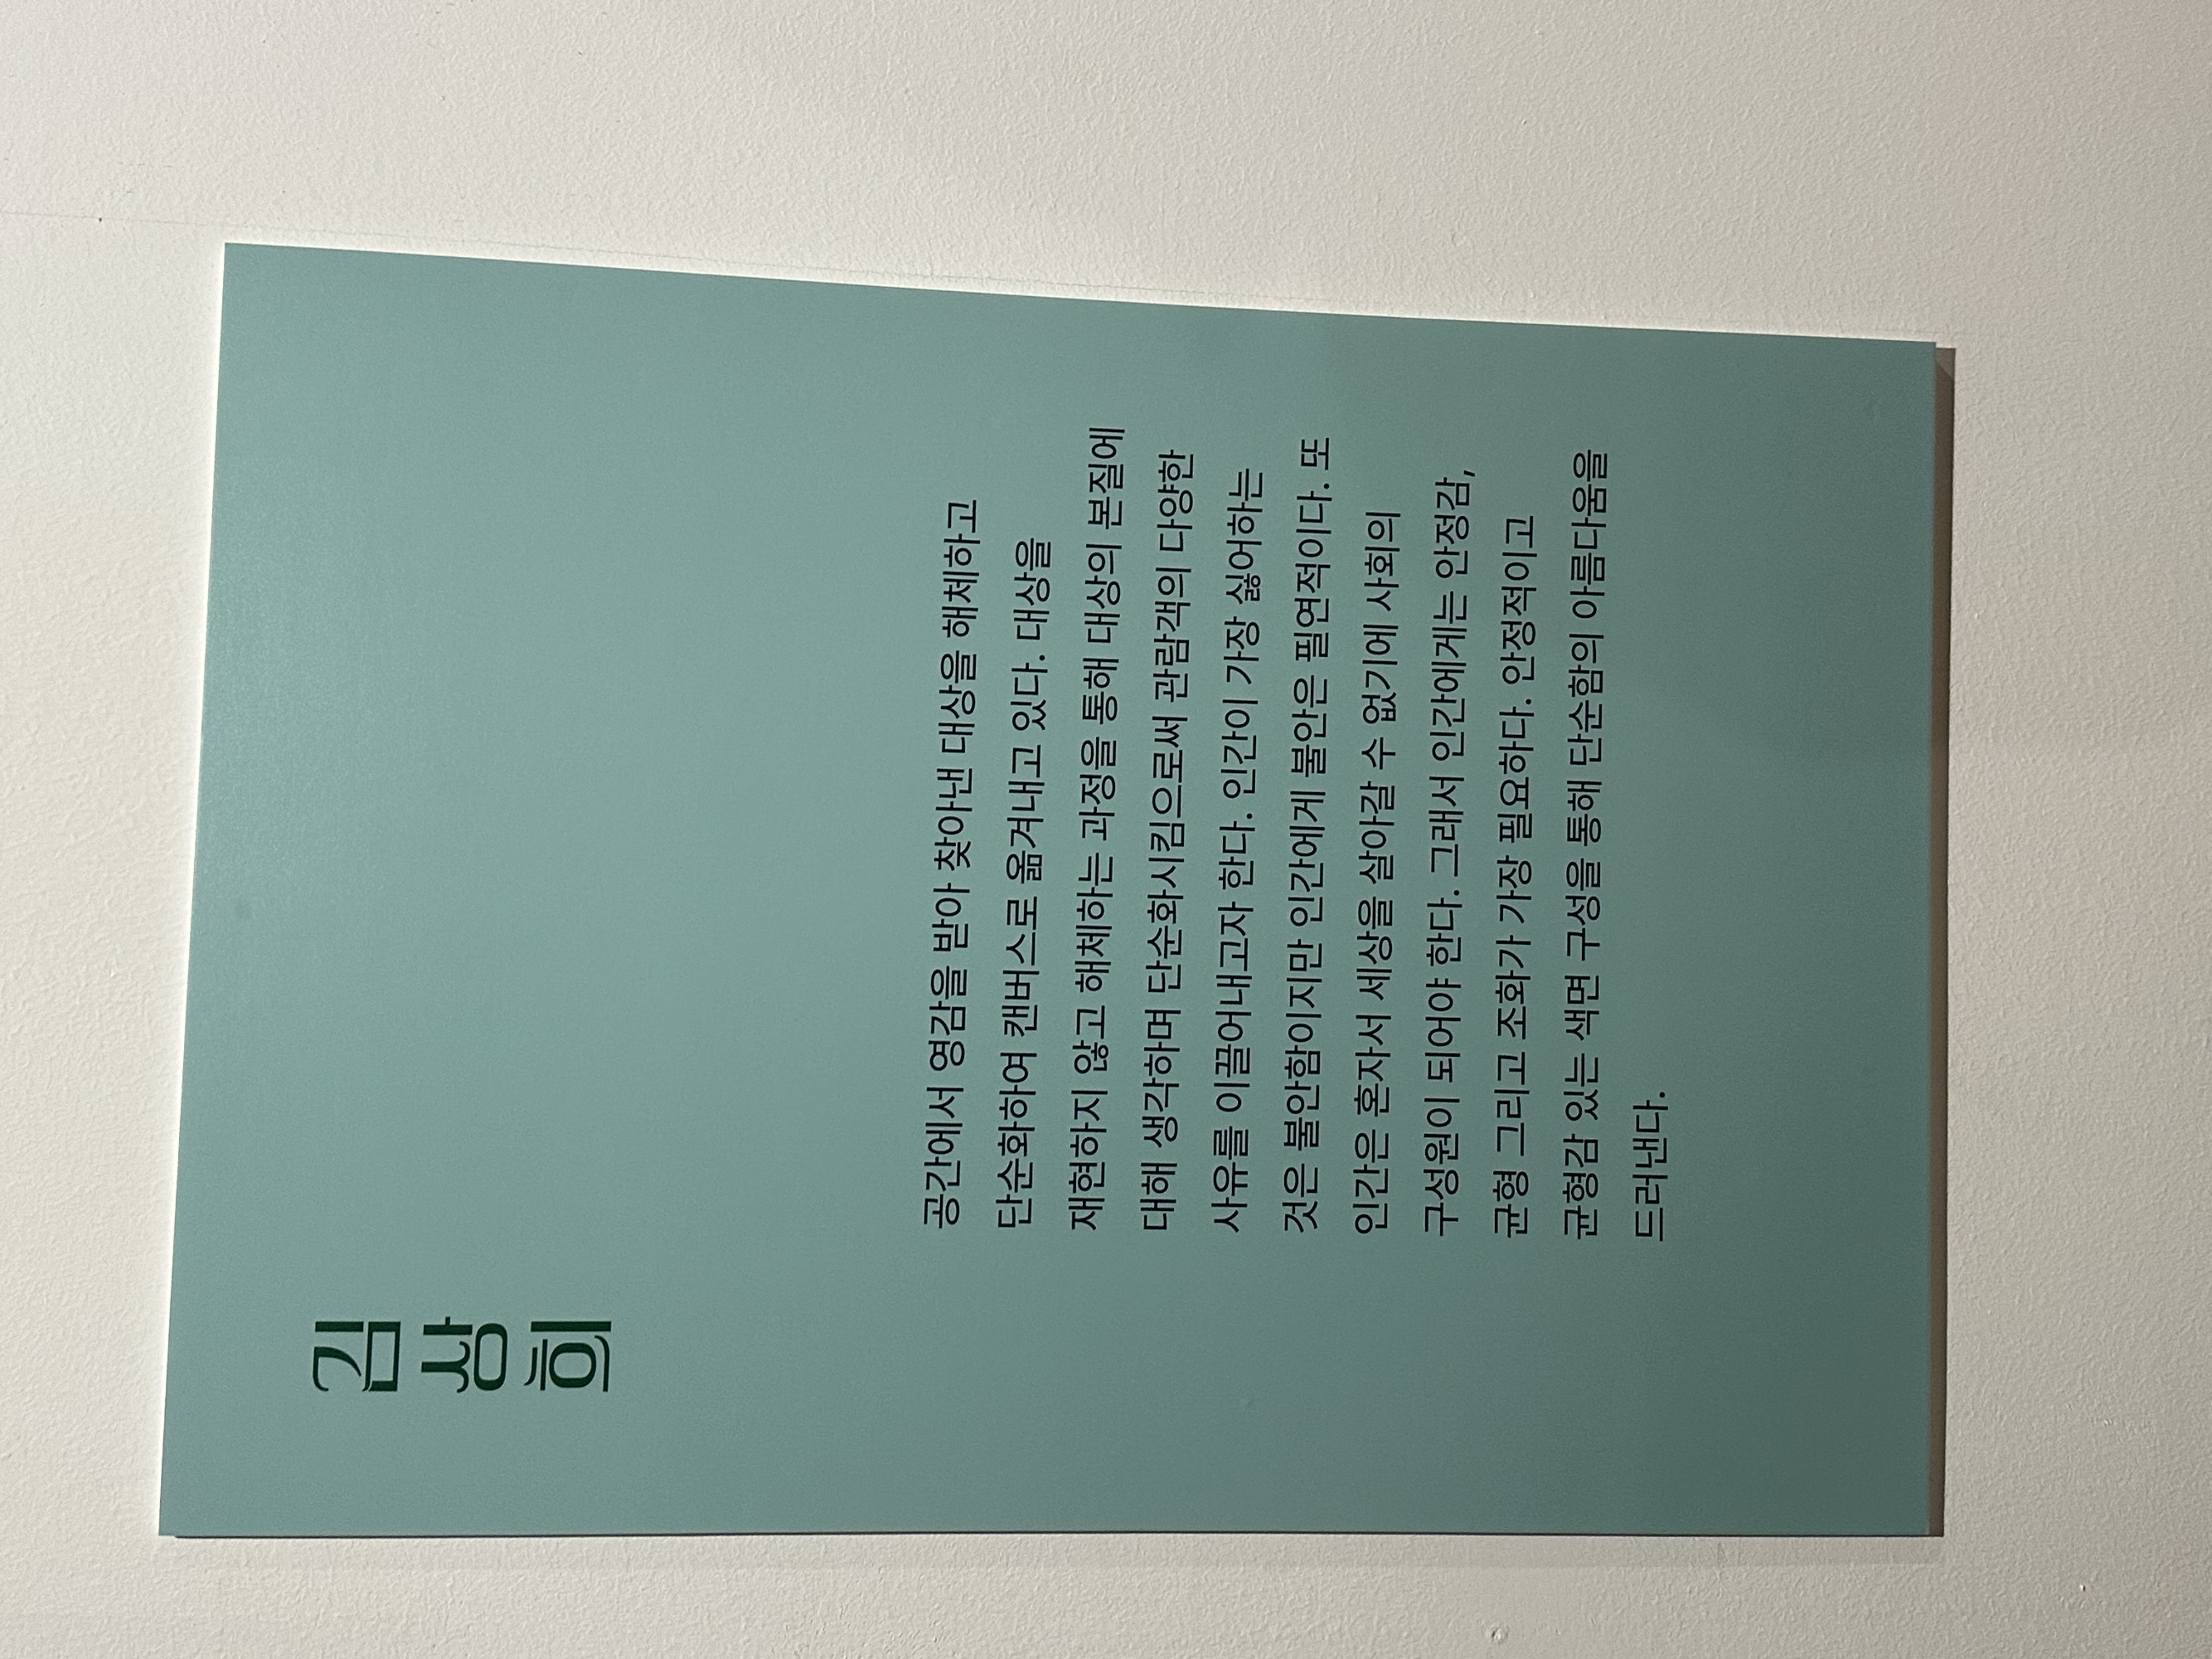 김상희
공간에서 영감을 받아 찾아낸 대상을 해체하고
단순화하여 캔버스로 옮겨내고 있다. 대상을
재현하지 않고 해체하는 과정을 통해 대상의 본질에
대해 생각하며 단순화시킴으로써 관람객의 다양한
사유를 이끌어내고자 한다. 인간이 가장 싫어하는
것은 불안함이지만 인간에게 불안은 필연적이다. 또
인간은 혼자서 세상을 살아갈 수 없기에 사회의
구성원이 되어야 한다. 그래서 인간에게는 안정감,
균형 그리고 조화가 가장 필요하다. 안정적이고
균형감 있는 색면 구성을 통해 단순함의 아름다움을
드러낸다.